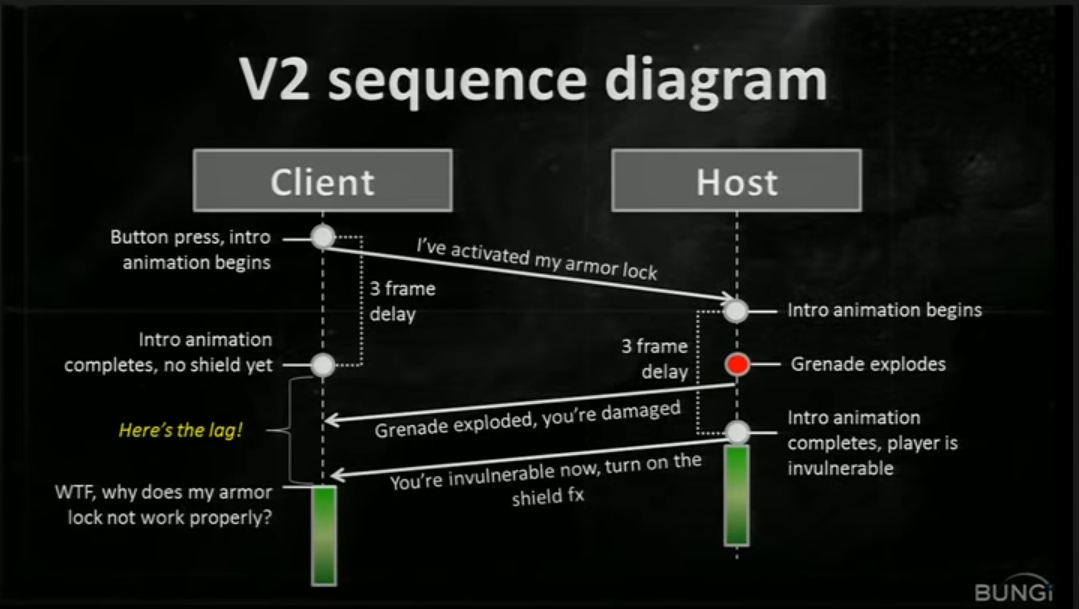 V2 sequence diagram
Client
Host
Button press, intro
animation begins
I've activated my armor lock
3 frame
delay
Intro animation begins
Intro animation
completes, no shield yet
3 frame
delay
Grenade explodes
Here's the lag!
Grenade exploded, you're damaged
Intro animation
completes, player is
invulnerable
You're invulnerable now, turn on the
shield fx
WTF, why does my armor
lock not work properly?
BUNGi